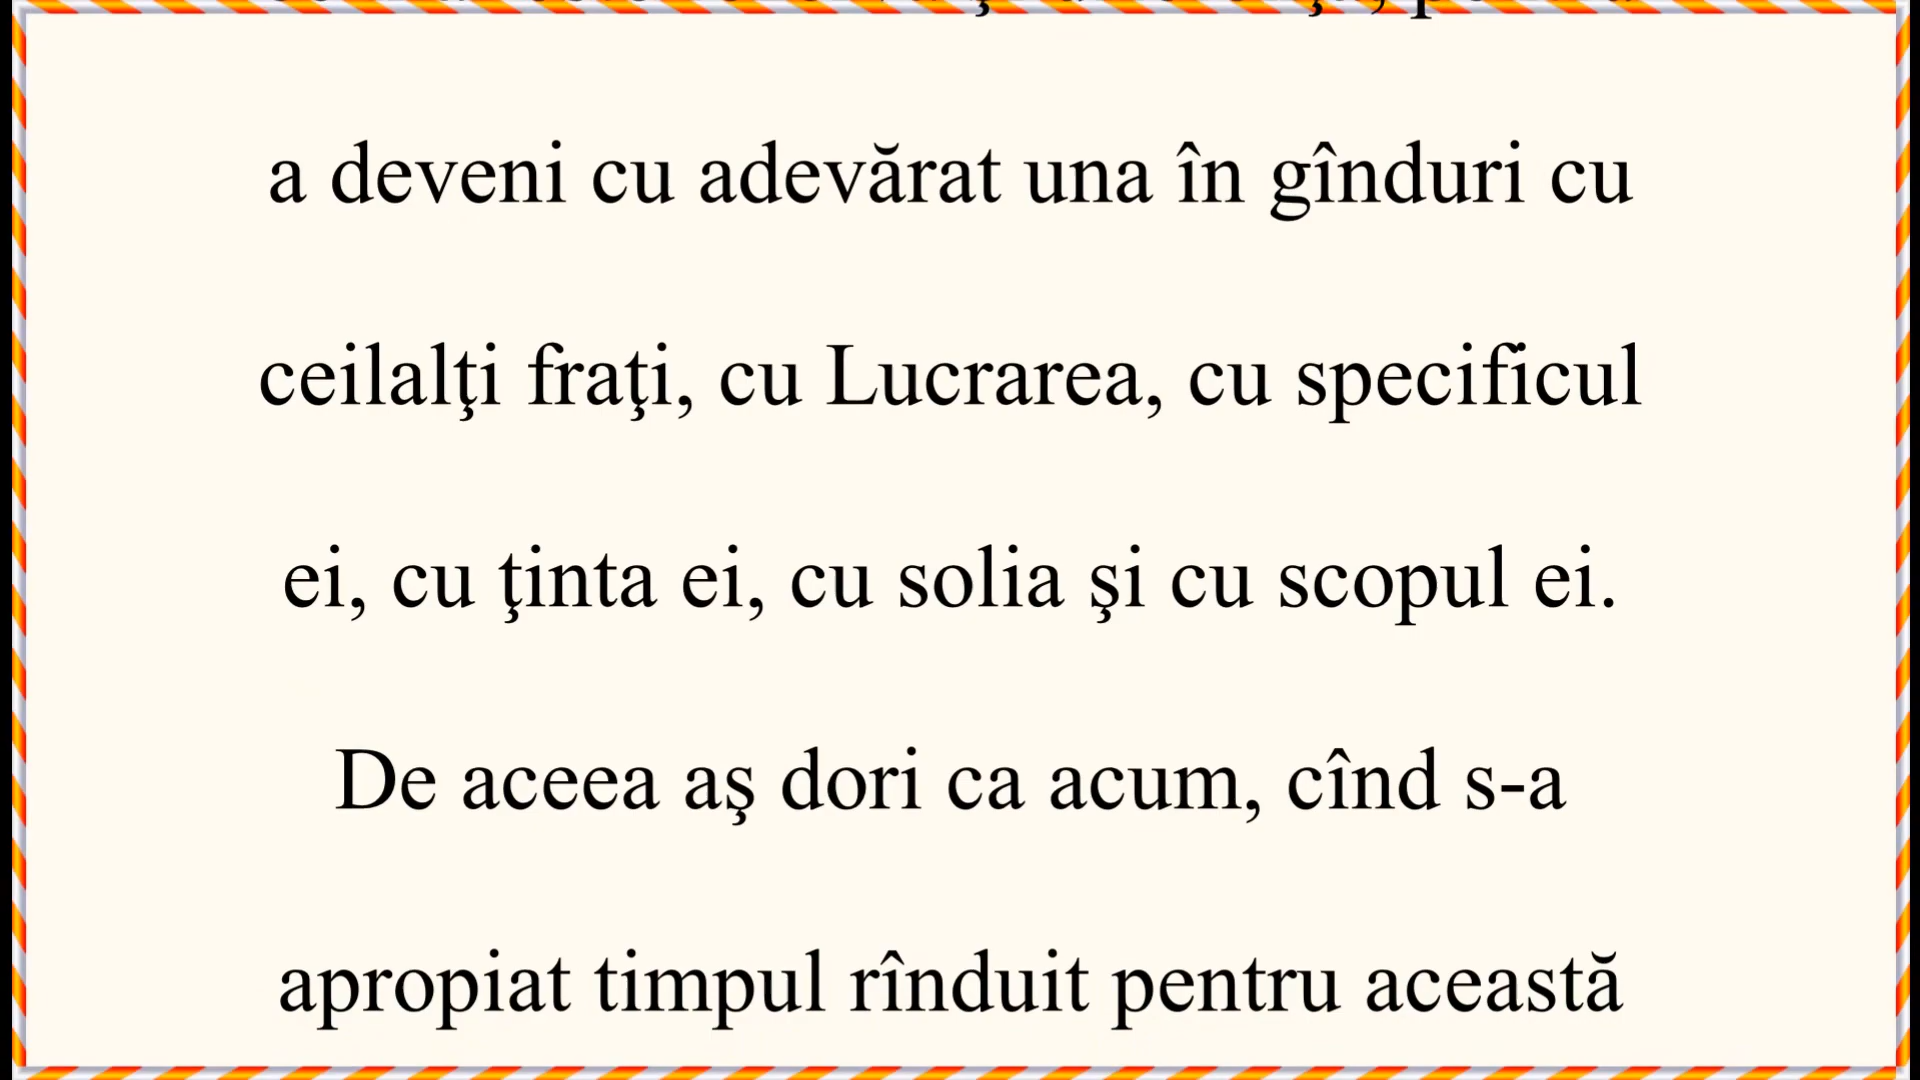 a deveni cu adevărat una în gînduri cu
ceilalţi fraţi, cu Lucrarea, cu specificul
ei, cu ţinta ei, cu solia şi cu scopul ei.
De aceea aş dori ca acum, cînd s-a
apropiat timpul rînduit pentru această